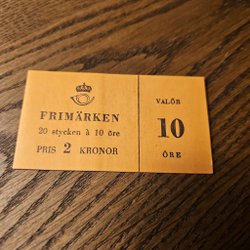 FRIMÄRKEN
20 stycken à 10 öre
PRIS 2 KRONOR
VALÖR
10
ÖRE